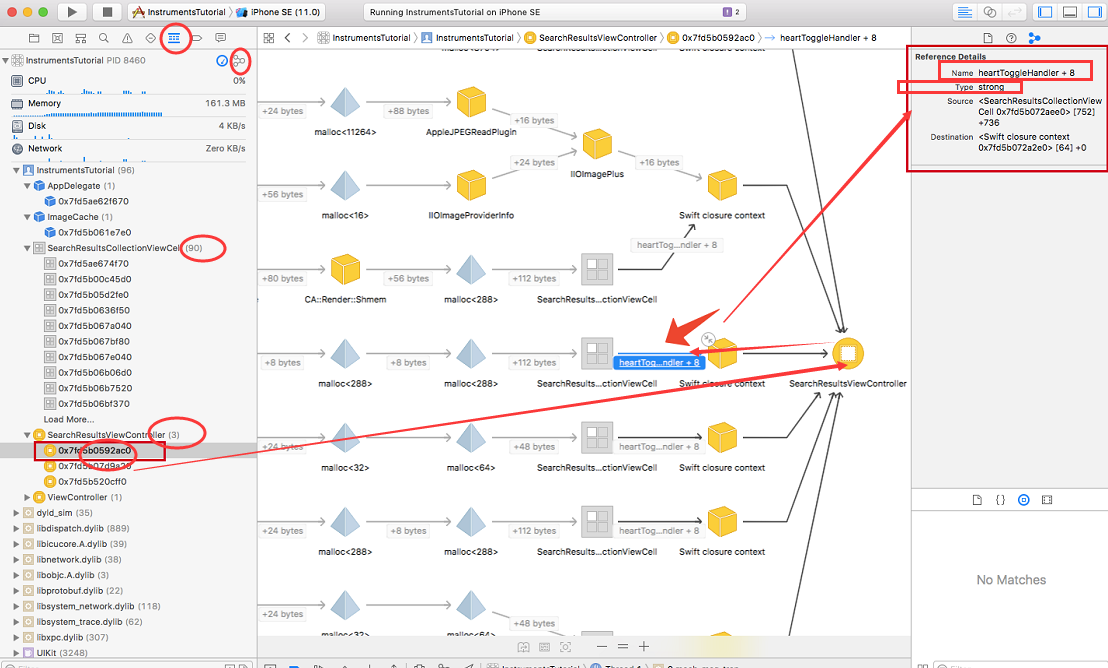 InstrumentsTutorial
iPhone SE (11.0)
Running InstrumentsTutorial on iPhone SE
2
InstrumentsTutorial PID 8460
CPU
0%
Memory
161.3 MB
Disk
4 KB/s
Network
Zero KB/s
InstrumentsTutorial (96)
AppDelegate (1)
0x7fd5ae62f670
ImageCache (1)
0x7fd5b061e7e0
SearchResultsCollectionViewCell (90)
0x7fd5ae674f70
0x7fd5b00c45d0
0x7fd5b05d2fe0
0x7fd5b0636f50
0x7fd5b067a040
0x7fd5b067bf80
0x7fd5b067e040
0x7fd5b06b06d0
0x7fd5b06b7520
0x7fd5b06bf370
Load More...
SearchResultsViewController (3)
0x7fd5b0592ac0
0x7fd5b520cff0
ViewController (1)
dyld_sim (35)
libdispatch.dylib (889)
libicucore.A.dylib (39)
libnetwork.dylib (38)
libobjc.A.dylib (3)
libprotobuf.dylib (22)
libsystem_network.dylib (118)
libsystem_trace.dylib (62)
libxpc.dylib (307)
UIKit (3248)
InstrumentsTutorial
InstrumentsTutorial
SearchResultsViewController
0x7fd5b0592ac0
heartToggleHandler + 8
+24 bytes
malloc<11264>
+88 bytes
AppleJPEGReadPlugin
+16 bytes
+24 bytes
IIOImagePlus
+16 bytes
+56 bytes
malloc<16>
IIOImageProviderInfo
Swift closure context
heartTog...ndler + 8
+80 bytes
CA::Render::Shmem
+56 bytes
malloc<288>
+112 bytes
SearchResults...ctionViewCell
+8 bytes
malloc<288>
+8 bytes
malloc<288>
+112 bytes
SearchResults...ctionViewCell
heartTog...ndler + 8
Swift closure context
SearchResultsViewController
+24 bytes
malloc<32>
malloc<64>
+48 bytes
SearchResults...ctionViewCell
Swift closure context
+24 bytes
malloc<288>
+8 bytes
malloc<288>
+112 bytes
SearchResults...ctionViewCell
heartTog...ndler + 8
Swift closure context
+24 bytes
malloc<32>
malloc<64>
+48 bytes
Reference Details
Name heartToggleHandler + 8
Type strong
Source <SearchResultsCollectionView
Cell 0x7fd5b072aee0> [752]
+736
Destination <Swift closure context
0x7fd5b072a2e0> [64] +0
No Matches
InstrumentsTutorial
Thread 1